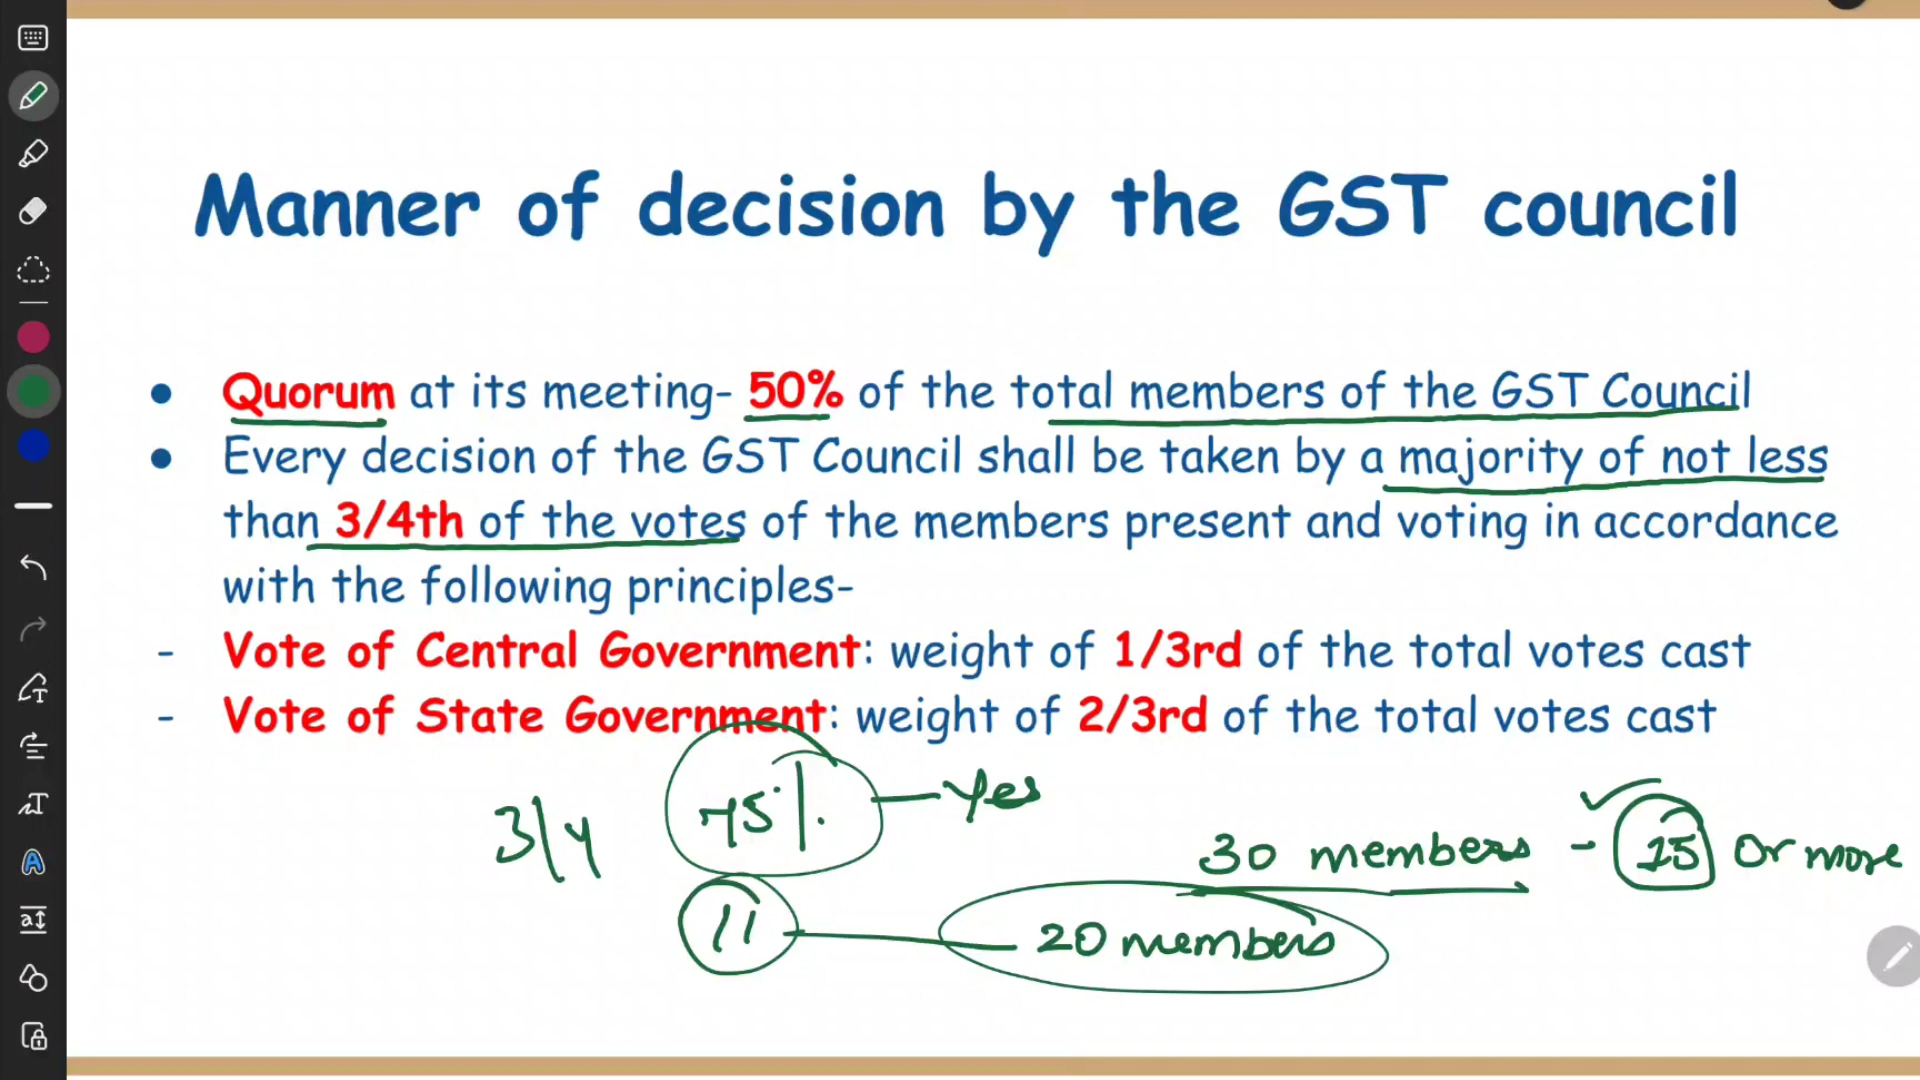 Manner of decision by the GST council
● Quorum at its meeting- 50% of the total members of the GST Council
● Every decision of the GST Council shall be taken by a majority of not less
than 3/4th of the votes of the members present and voting in accordance
with the following principles-
- Vote of Central Government: weight of 1/3rd of the total votes cast
- Vote of State Government: weight of 2/3rd of the total votes cast
3/4 75% - Yes
30 members - 15 or more
11 - 20 members